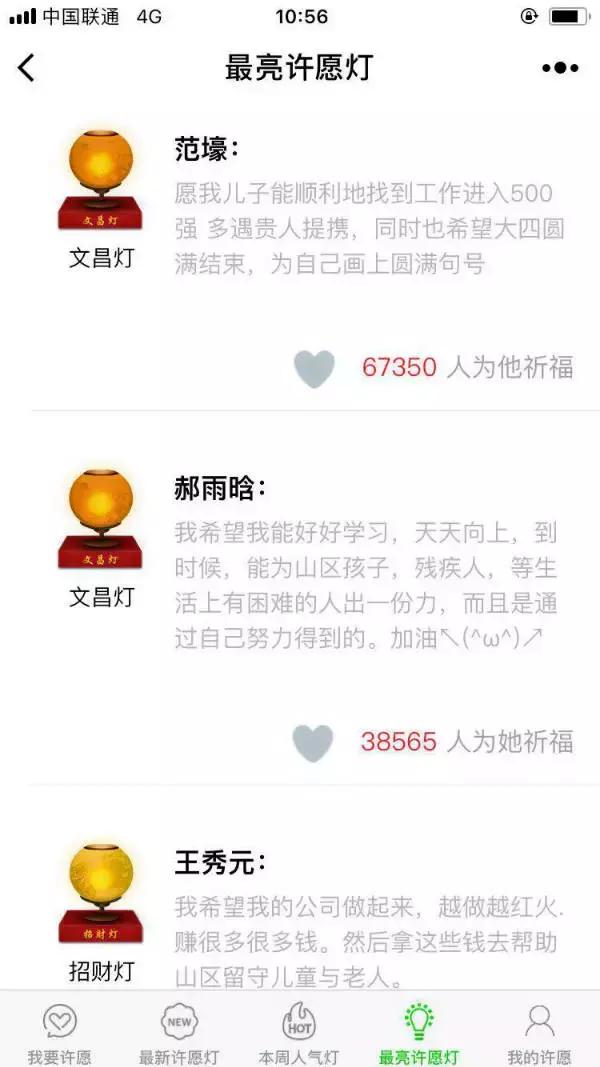 中国联通 4G 10:56
最亮许愿灯
文昌灯
文昌灯
范壕：
愿我儿子能顺利地找到工作进入500
强 多遇贵人提携，同时也希望大四圆
满结束，为自己画上圆满句号
67350 人为他祈福
文昌灯
文昌灯
郝雨晗：
我希望我能好好学习，天天向上，到
时候，能为山区孩子，残疾人，等生
活上有困难的人出一份力，而且是通
过自己努力得到的。加油↖(^ω^)↗
38565 人为她祈福
招财灯
招财灯
王秀元：
我希望我的公司做起来，越做越红火.
赚很多很多钱。然后拿这些钱去帮助
山区留守儿童与老人。
NEW
HOT
我要许愿 最新许愿灯 本周人气灯 最亮许愿灯 我的许愿